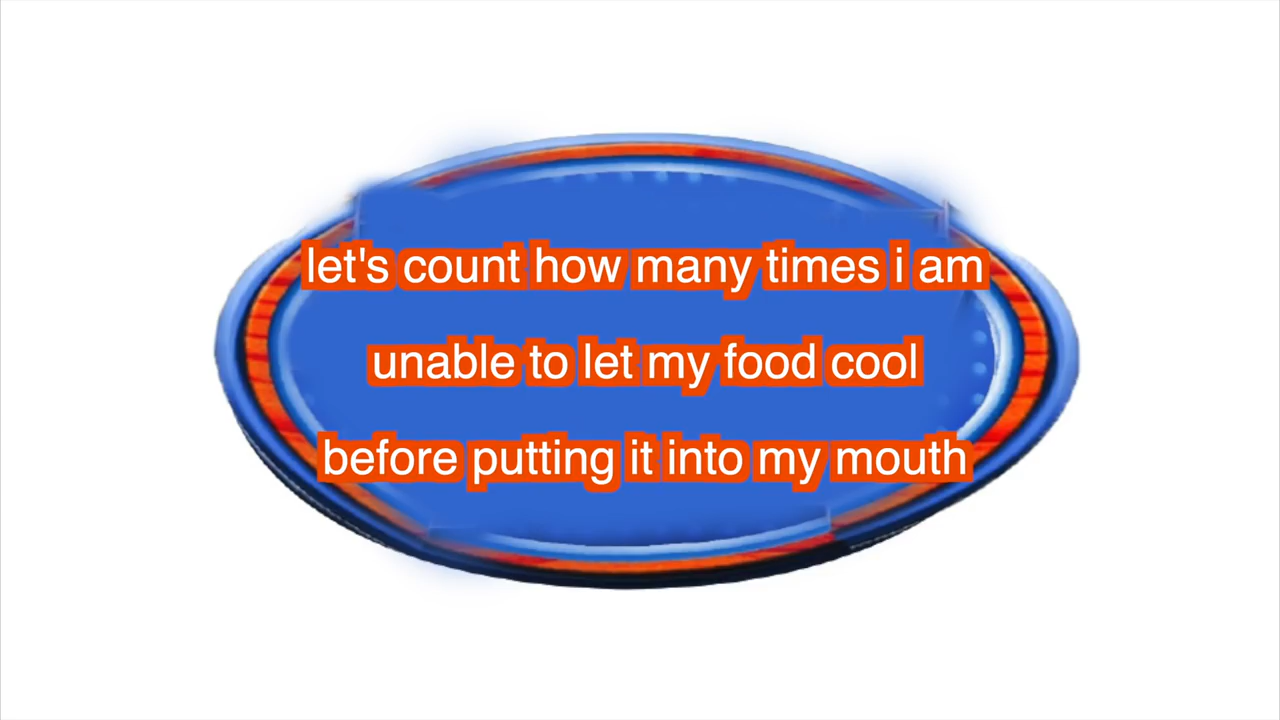 let's count how many times i am
unable to let my food cool
before putting it into my mouth